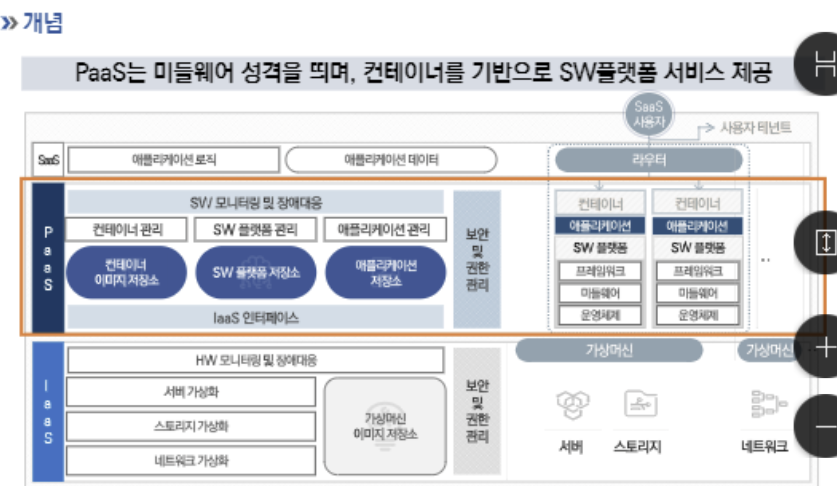 » 개념
PaaS는 미들웨어 성격을 띄며, 컨테이너를 기반으로 SW플랫폼 서비스 제공
SaaS
사용자
사용자 테넌트
SaaS
애플리케이션 로직
애플리케이션 데이터
라우터
PaaS
SW 모니터링 및 장애대응
컨테이너 관리
SW 플랫폼 관리
애플리케이션 관리
컨테이너
이미지 저장소
SW 플랫폼 저장소
애플리케이션
저장소
IaaS 인터페이스
보안
및
권한
관리
컨테이너
애플리케이션
SW 플랫폼
프레임워크
미들웨어
운영체제
컨테이너
애플리케이션
SW 플랫폼
프레임워크
미들웨어
운영체제
..
IaaS
HW 모니터링 및 장애대응
서버 가상화
스토리지 가상화
네트워크 가상화
가상머신
이미지 저장소
보안
및
권한
관리
가상머신
가상머신
서버
스토리지
네트워크